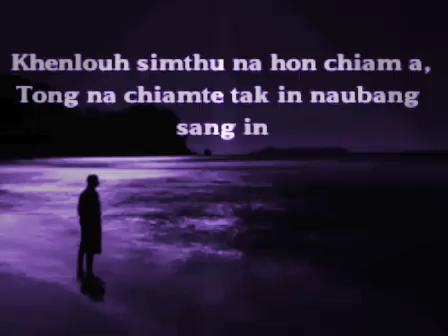 Khenlouh simthu na hon chiam a,
Tong na chiamte tak in naubang
sang in